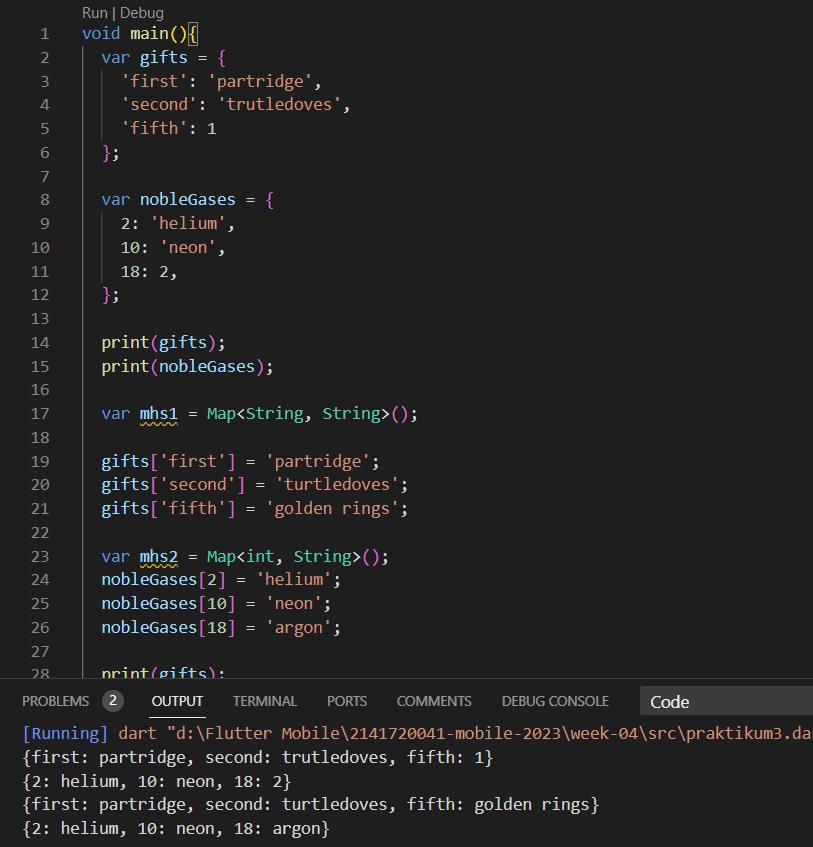 Run | Debug
1 void main(){
2 var gifts = {
3 'first': 'partridge',
4 'second': 'trutledoves',
5 'fifth': 1
6 };
7
8 var nobleGases = {
9 2: 'helium',
10 10: 'neon',
11 18: 2,
12 };
13
14 print(gifts);
15 print(nobleGases);
16
17 var mhs1 = Map<String, String>();
18
19 gifts['first'] = 'partridge';
20 gifts['second'] = 'turtledoves';
21 gifts['fifth'] = 'golden rings';
22
23 var mhs2 = Map<int, String>();
24 nobleGases[2] = 'helium';
25 nobleGases[10] = 'neon';
26 nobleGases[18] = 'argon';
27
28 print(gifts);
PROBLEMS 2 OUTPUT TERMINAL PORTS COMMENTS DEBUG CONSOLE Code
[Running] dart "d:\Flutter Mobile\2141720041-mobile-2023\week-04\src\praktikum3.da
{first: partridge, second: trutledoves, fifth: 1}
{2: helium, 10: neon, 18: 2}
{first: partridge, second: turtledoves, fifth: golden rings}
{2: helium, 10: neon, 18: argon}